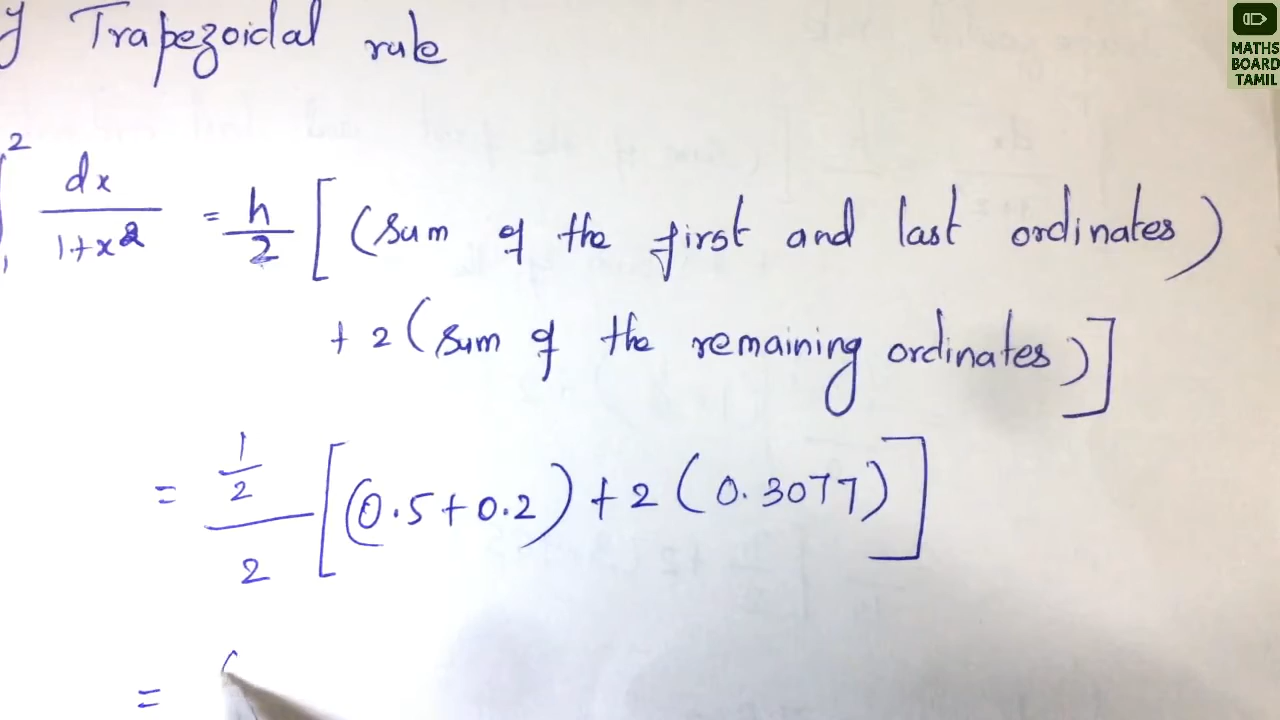 y Trapezoidal rule
MATHS
BOARD
TAMIL
∫₁² dx/(1+x²) = h/2 [(sum of the first and last ordinates)
+ 2 (sum of the remaining ordinates)]
= (1/2)/2 [(0.5+0.2) + 2 (0.3077)]
=